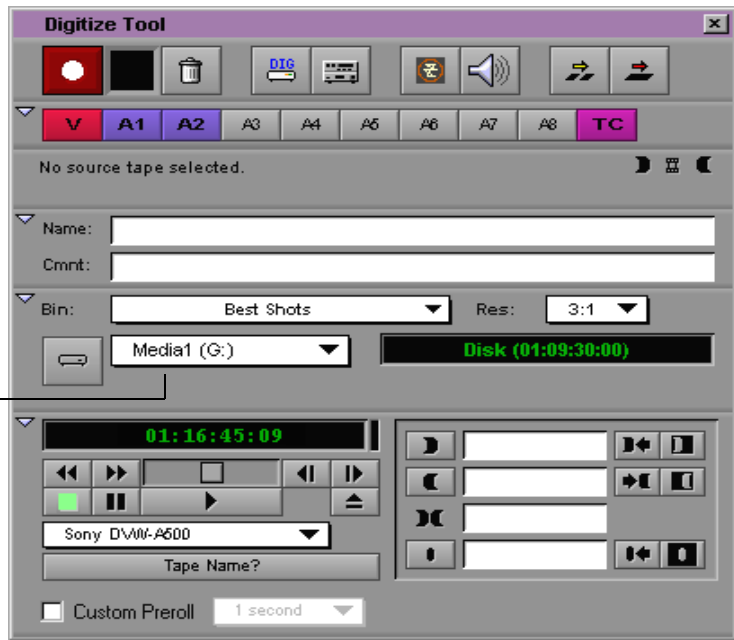 Digitize Tool
DIG
V A1 A2 A3 A4 A5 A6 A7 A8 TC
No source tape selected.
Name:
Cmnt:
Bin: Best Shots Res: 3:1
Media1 (G:) Disk (01:09:30:00)
01:16:45:09
Sony DVW-A500
Tape Name?
Custom Preroll 1 second